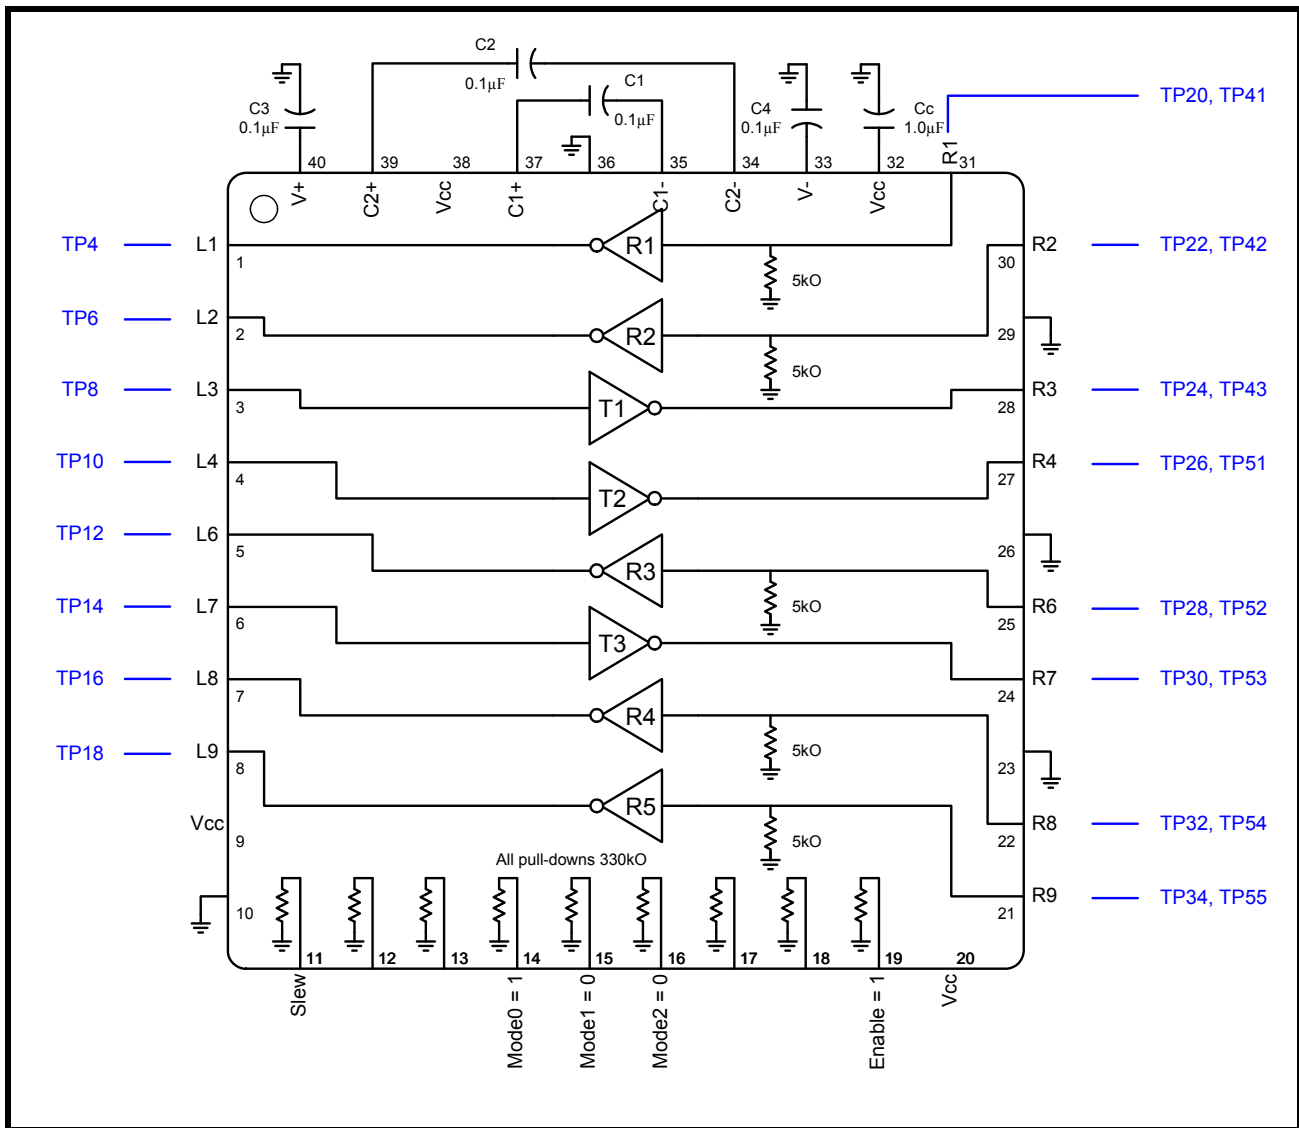 C2
0.1µF
C1
0.1µF
C3
0.1µF
C4
0.1µF
Cc
1.0µF
TP20, TP41
R1
40
39
38
37
36
35
34
33
32
31
V+
C2+
Vcc
C1+
C1-
C2-
V-
Vcc
TP4
L1
1
R1
5kO
R2
30
TP22, TP42
TP6
L2
2
R2
5kO
29
TP8
L3
3
T1
R3
28
TP24, TP43
TP10
L4
4
T2
R4
27
TP26, TP51
TP12
L6
5
R3
5kO
26
TP14
L7
6
T3
R6
25
TP28, TP52
TP16
L8
7
R4
5kO
R7
24
TP30, TP53
TP18
L9
8
R5
5kO
23
Vcc
9
R8
22
TP32, TP54
All pull-downs 330kO
10
R9
21
TP34, TP55
11
12
13
14
15
16
17
18
19
20
Slew
Mode0 = 1
Mode1 = 0
Mode2 = 0
Enable = 1
Vcc